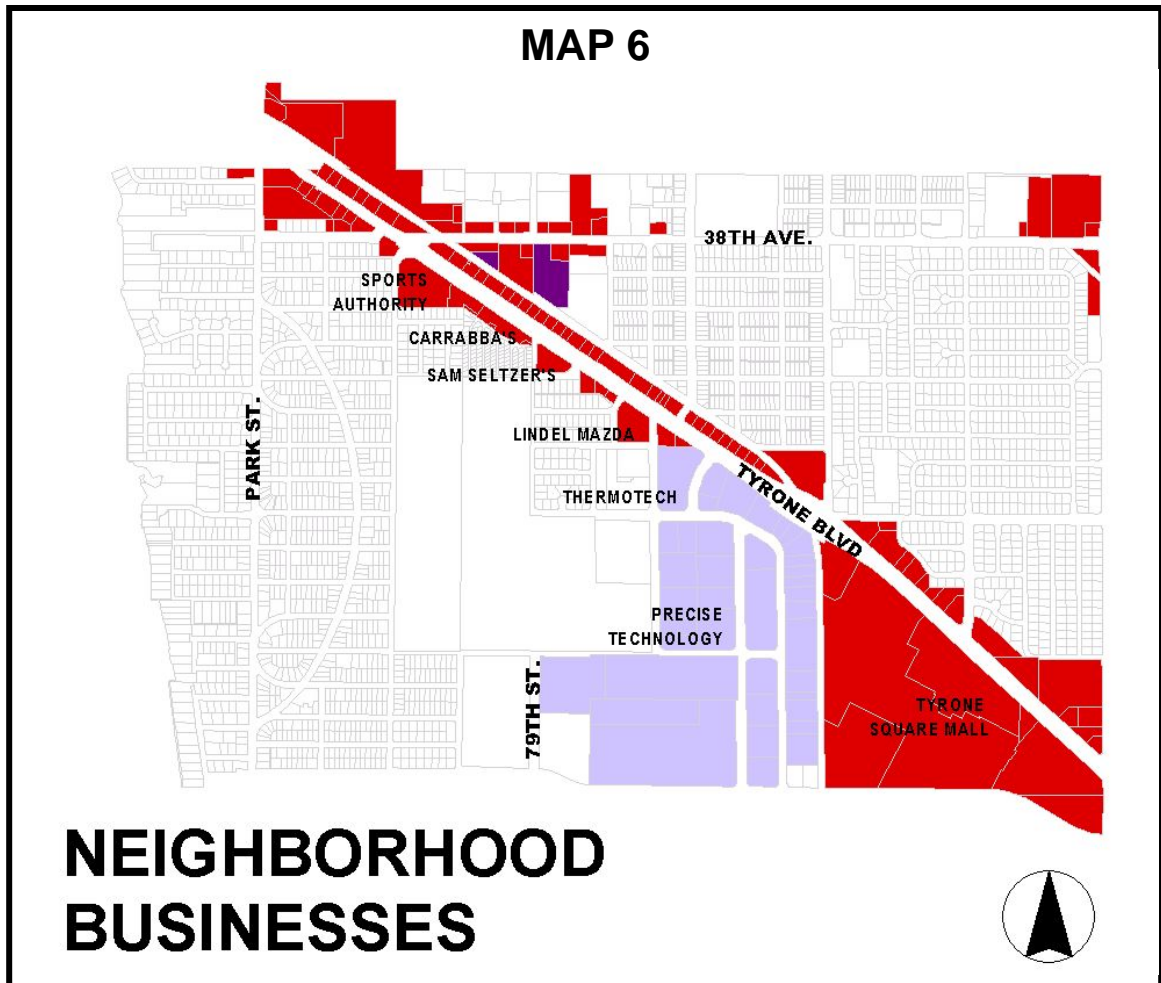 MAP 6
38TH AVE.
SPORTS
AUTHORITY
CARRABBA'S
SAM SELTZER'S
PARK ST.
LINDEL MAZDA
TYRONE BLVD
THERMOTECH
PRECISE
TECHNOLOGY
79TH ST.
TYRONE
SQUARE MALL
NEIGHBORHOOD
BUSINESSES